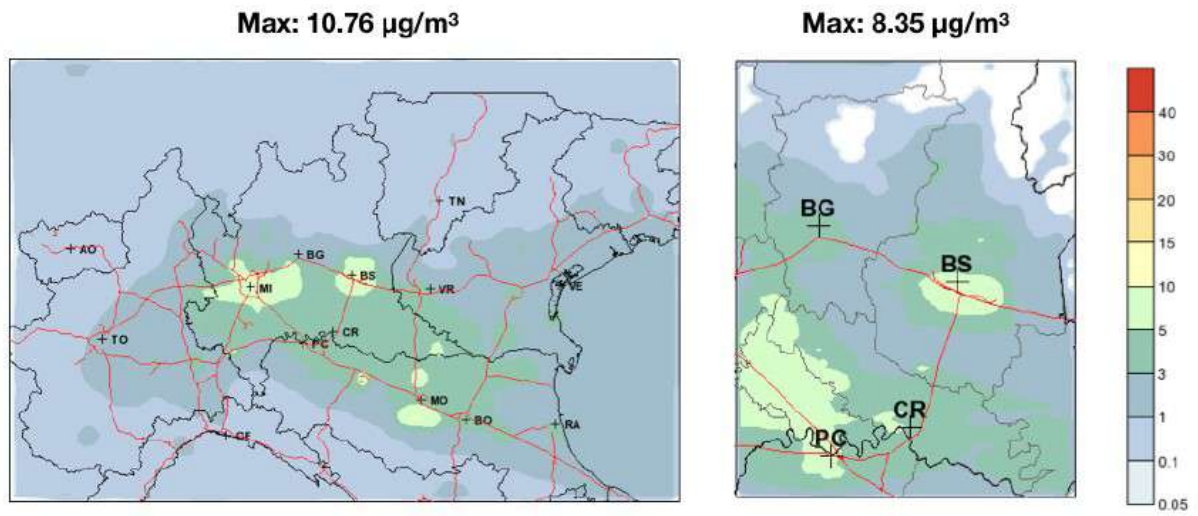 Max: 10.76 µg/m³
Max: 8.35 µg/m³
TN
AO
BG
BS
MI
VR
VE
TO
CR
PC
MO
BO
RA
GE
BG
BS
CR
PC
40
30
20
15
10
5
3
1
0.1
0.05